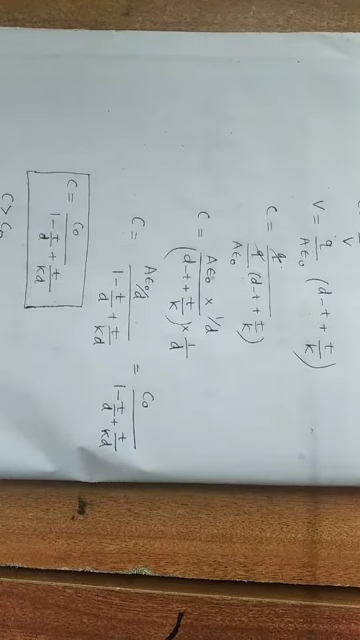 V
V = q/Aε₀ (d-t+t/k)
C = q/(q/Aε₀ (d-t+t/k))
C = (Aε₀ × 1/d)/((d-t+t/k) × 1/d)
C = (Aε₀/d)/(1-t/d+t/kd) = C₀/(1-t/d+t/kd)
C = C₀/(1-t/d+t/kd)
C > C₀